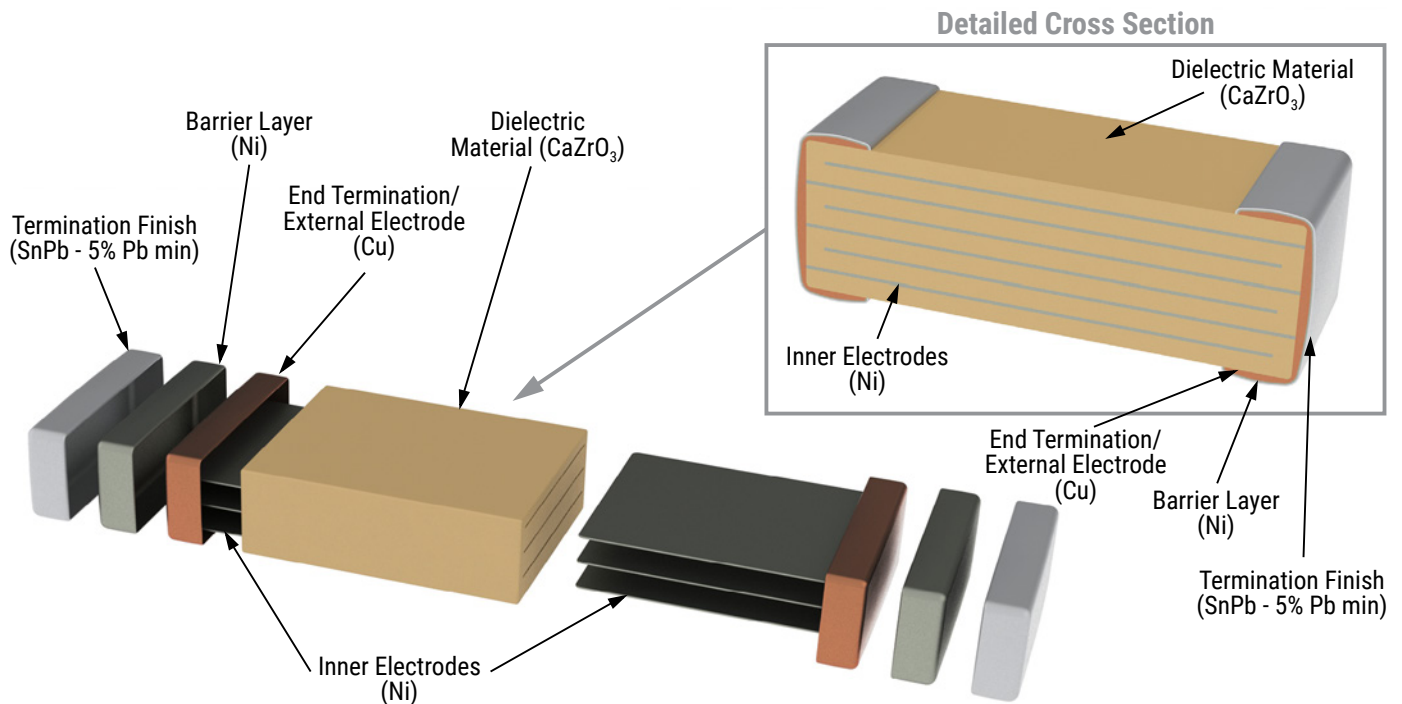 Detailed Cross Section
Dielectric Material
(CaZrO₃)
Barrier Layer
(Ni)
Dielectric
Material (CaZrO₃)
End Termination/
External Electrode
(Cu)
Termination Finish
(SnPb - 5% Pb min)
Inner Electrodes
(Ni)
End Termination/
External Electrode
(Cu)
Barrier Layer
(Ni)
Termination Finish
(SnPb - 5% Pb min)
Inner Electrodes
(Ni)